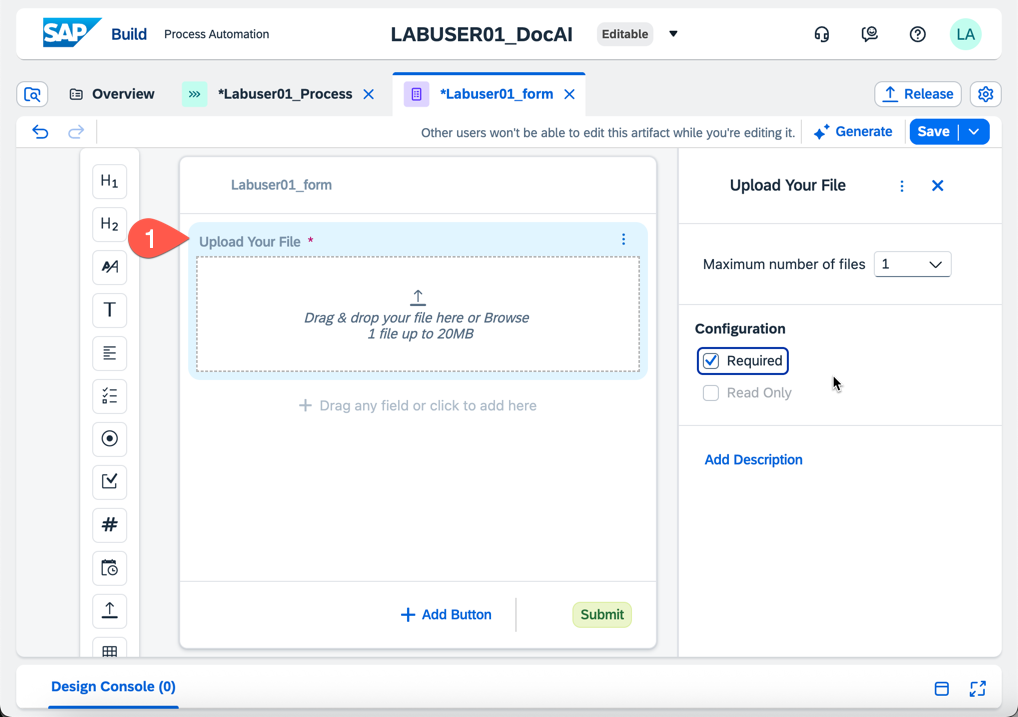 SAP Build Process Automation LABUSER01_DocAI Editable LA
Overview *Labuser01_Process *Labuser01_form Release
Other users won't be able to edit this artifact while you're editing it. Generate Save
H1
H2
A
T
#
1
Labuser01_form
Upload Your File *
Drag & drop your file here or Browse
1 file up to 20MB
Drag any field or click to add here
Add Button Submit
Upload Your File
Maximum number of files 1
Configuration
Required
Read Only
Add Description
Design Console (0)